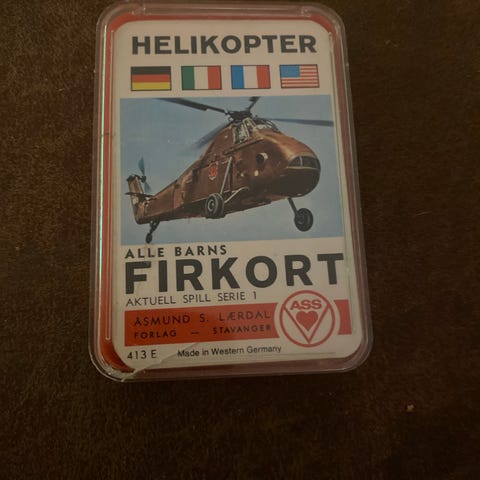 HELIKOPTER
ALLE BARNS
FIRKORT
AKTUELL SPILL SERIE 1
ÅSMUND S. LÆRDAL
FORLAG — STAVANGER
ASS
413 E Made in Western Germany